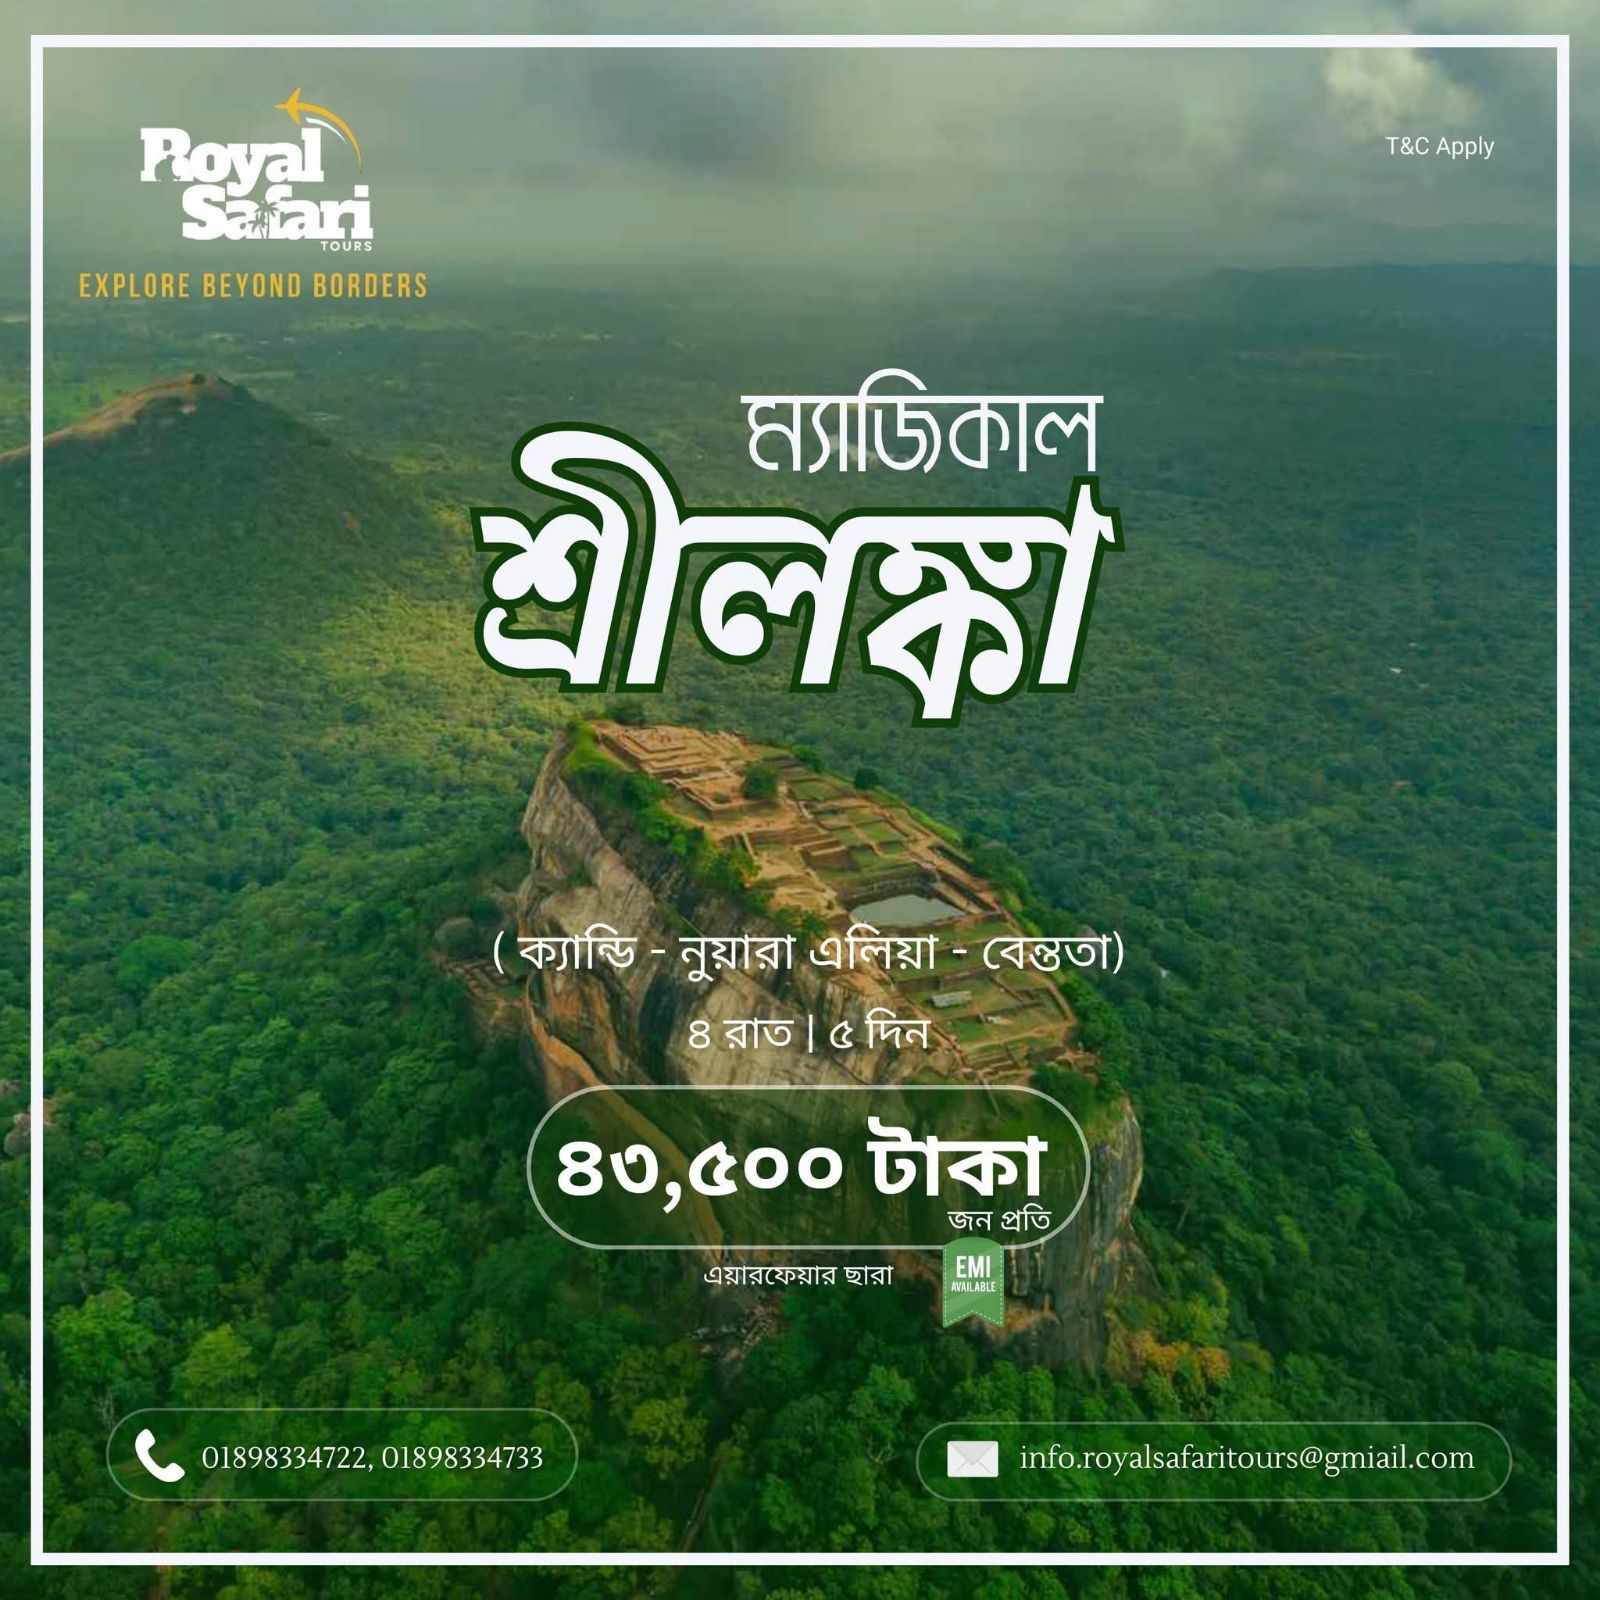 Royal
Safari
TOURS
EXPLORE BEYOND BORDERS
T&C Apply
ম্যাজিকাল
শ্রীলঙ্কা
( ক্যান্ডি - নুয়ারা এলিয়া - বেন্ততা)
৪ রাত | ৫ দিন
৪৩,৫০০ টাকা
জন প্রতি
এয়ারফেয়ার ছারা
EMI
AVAILABLE
01898334722, 01898334733
info.royalsafaritours@gmiail.com